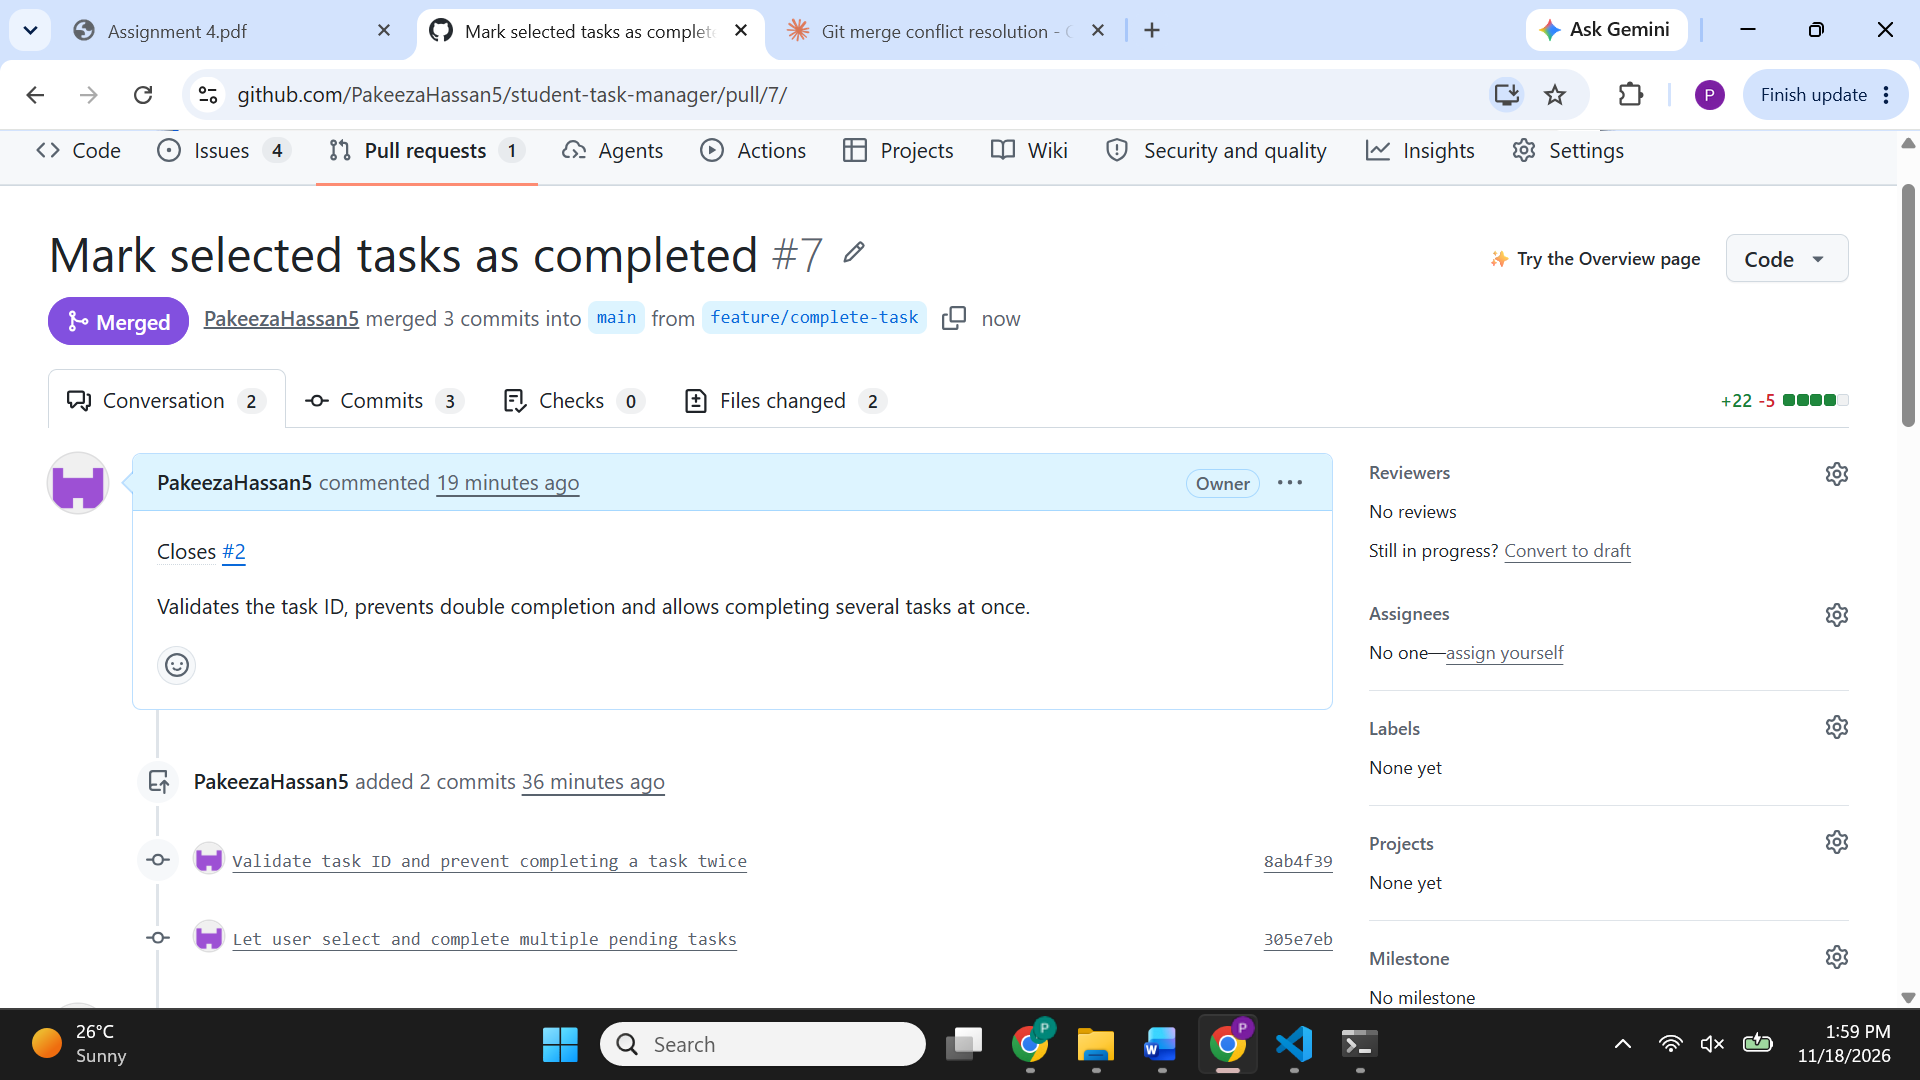 Assignment 4.pdf
Mark selected tasks as complete
Git merge conflict resolution -
Ask Gemini
github.com/PakeezaHassan5/student-task-manager/pull/7/
P
Finish update
Code
Issues 4
Pull requests 1
Agents
Actions
Projects
Wiki
Security and quality
Insights
Settings
Mark selected tasks as completed #7
Try the Overview page
Code
Merged
PakeezaHassan5 merged 3 commits into main from feature/complete-task now
Conversation 2
Commits 3
Checks 0
Files changed 2
+22 -5
PakeezaHassan5 commented 19 minutes ago
Owner
Closes #2
Validates the task ID, prevents double completion and allows completing several tasks at once.
PakeezaHassan5 added 2 commits 36 minutes ago
Validate task ID and prevent completing a task twice
8ab4f39
Let user select and complete multiple pending tasks
305e7eb
Reviewers
No reviews
Still in progress? Convert to draft
Assignees
No one—assign yourself
Labels
None yet
Projects
None yet
Milestone
No milestone
26°C
Sunny
Search
P
W
P
1:59 PM
11/18/2026